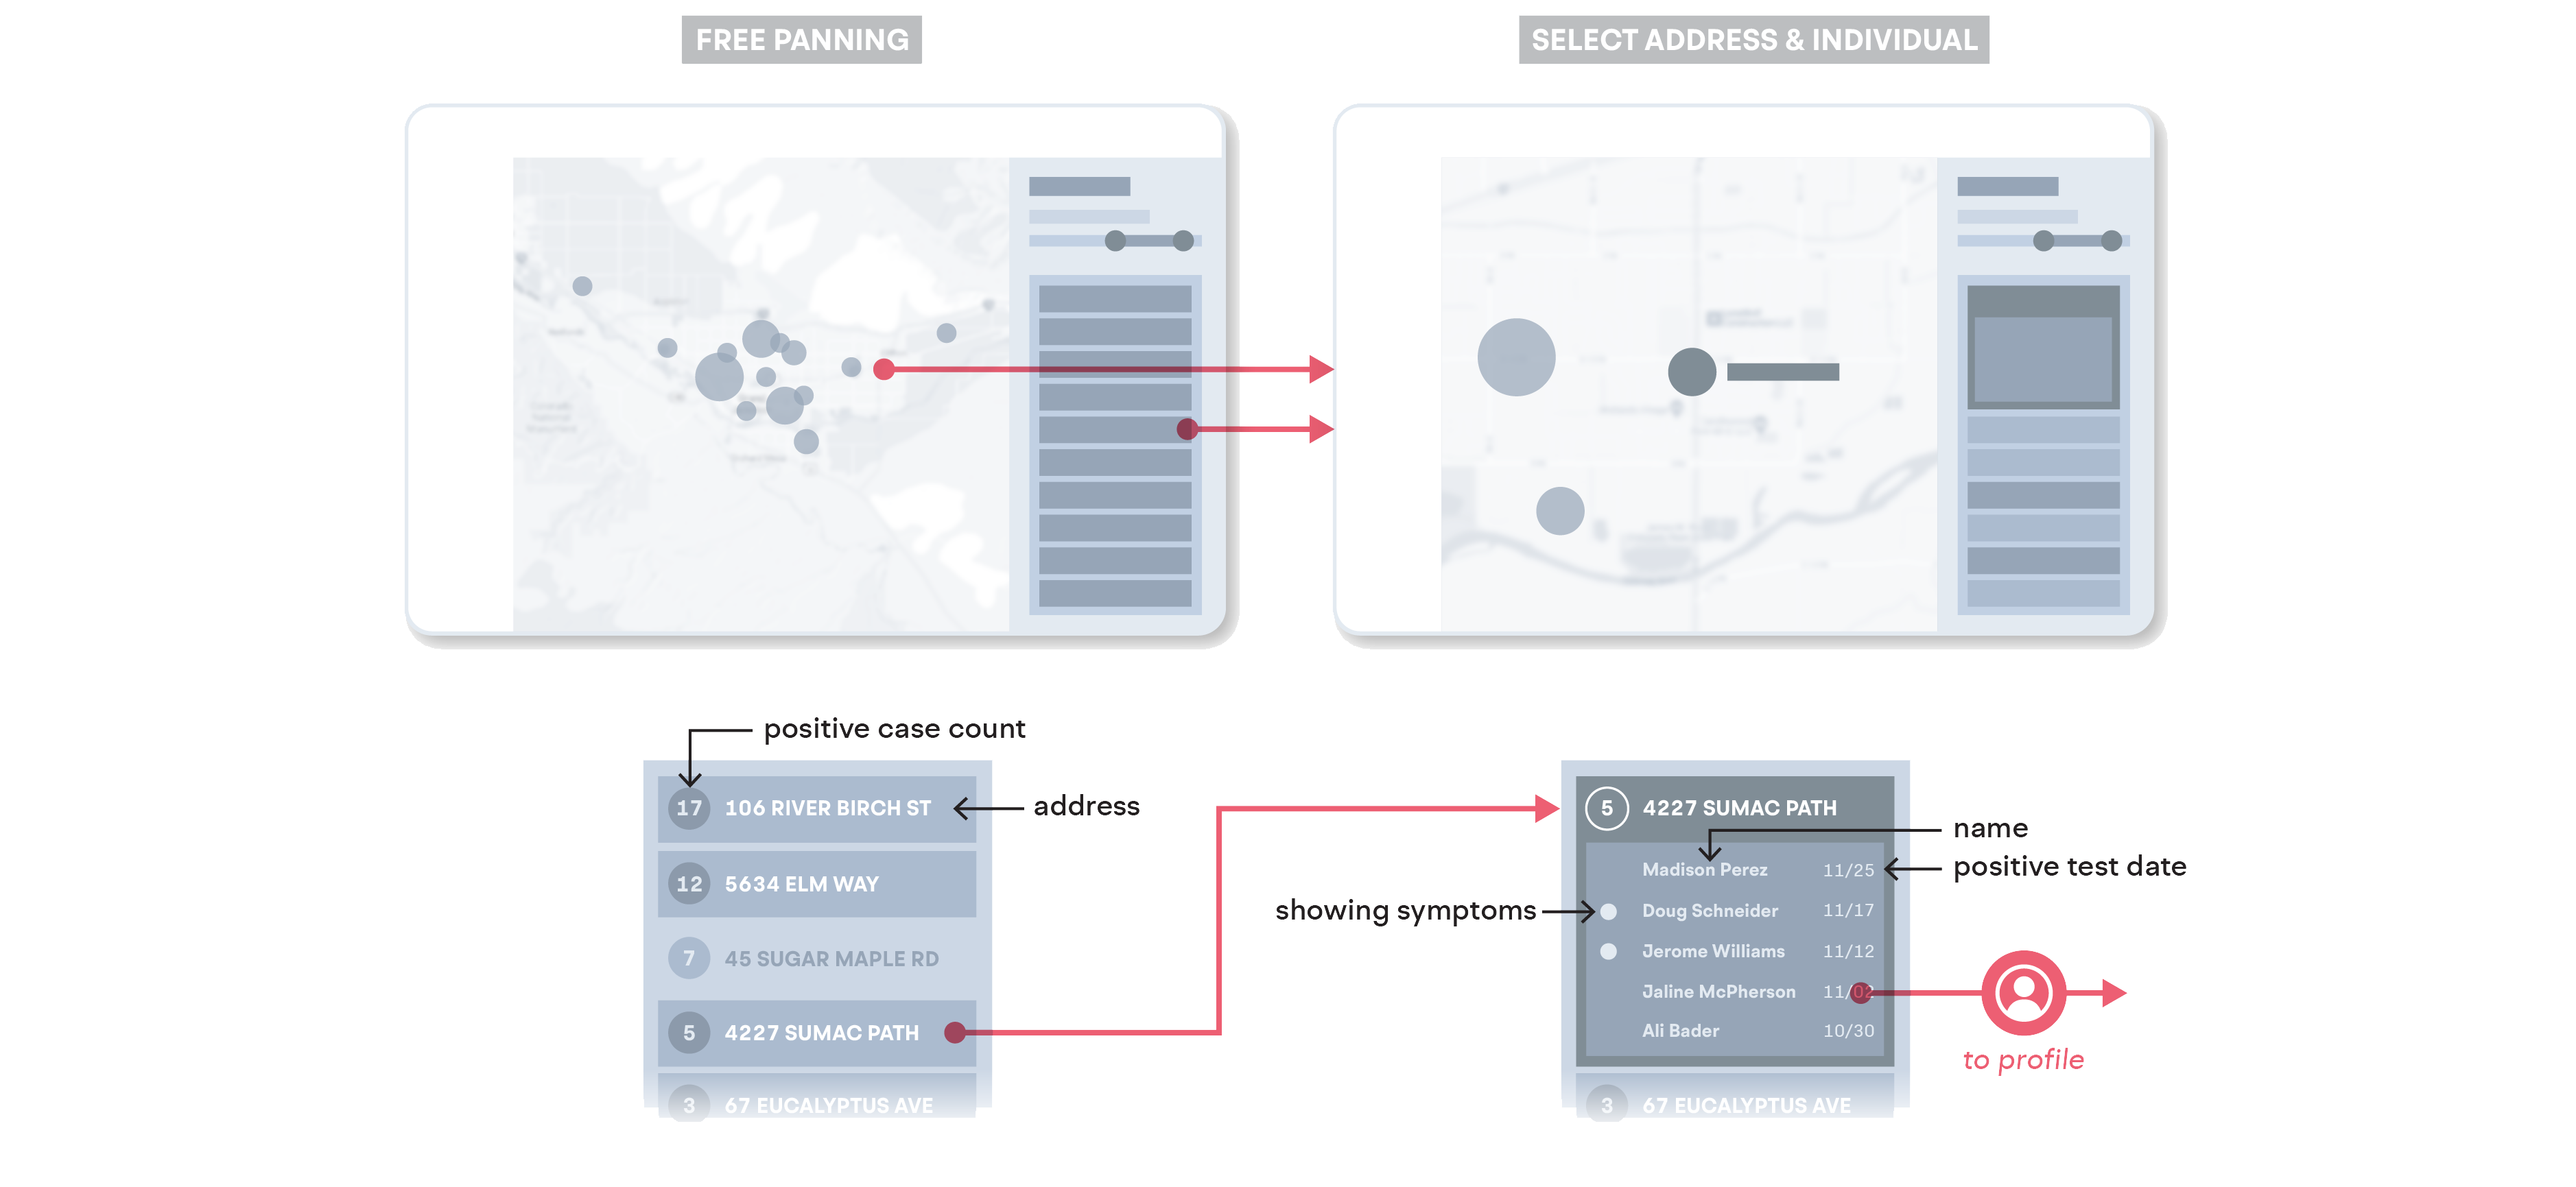 FREE PANNING
SELECT ADDRESS & INDIVIDUAL
positive case count
17 106 RIVER BIRCH ST
address
12 5634 ELM WAY
7 45 SUGAR MAPLE RD
5 4227 SUMAC PATH
3 67 EUCALYPTUS AVE
5 4227 SUMAC PATH
name
Madison Perez 11/25
positive test date
showing symptoms
Doug Schneider 11/17
Jerome Williams 11/12
Jaline McPherson 11/02
Ali Bader 10/30
to profile
3 67 EUCALYPTUS AVE